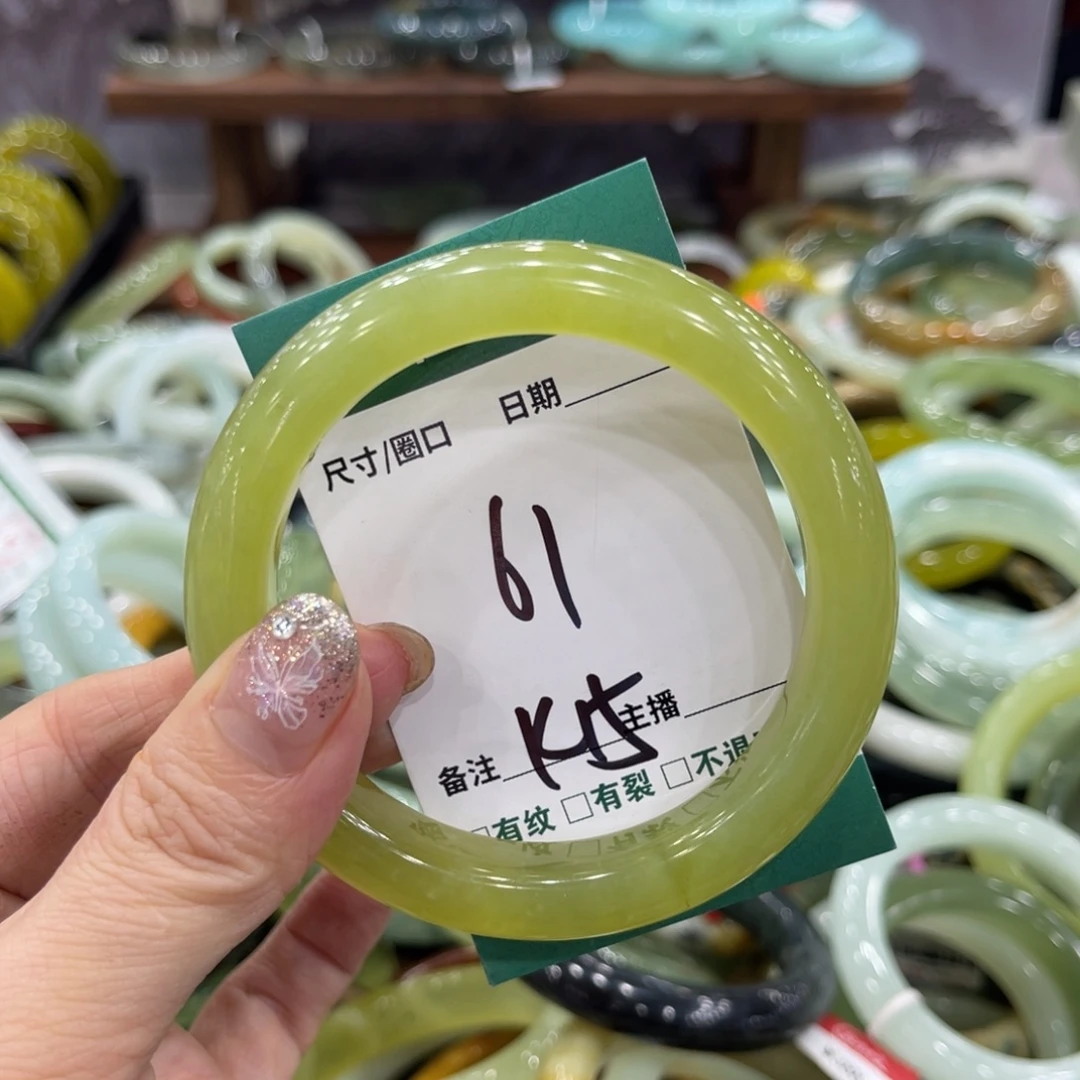 日期
尺寸/圈口
61
K15
主播
备注
□有纹 □有裂 □不退